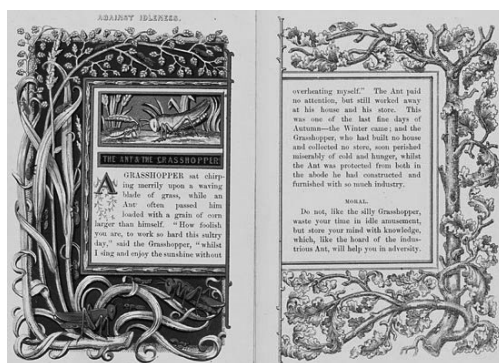 AGAINST IDLENESS.
THE ANT & THE GRASSHOPPER
A GRASSHOPPER sat chirp-
ing merrily upon a waving
blade of grass, while an
Ant often passed him
loaded with a grain of corn
larger than himself. "How foolish
you are, to work so hard this sultry
day," said the Grasshopper, "whilst
I sing and enjoy the sunshine without
overheating myself." The Ant paid
no attention, but still worked away
at his house and his store. This
was one of the last fine days of
Autumn—the Winter came; and the
Grasshopper, who had built no house
and collected no store, soon perished
miserably of cold and hunger, whilst
the Ant was protected from both in
the abode he had constructed and
furnished with so much industry.
MORAL.
Do not, like the silly Grasshopper,
waste your time in idle amusement,
but store your mind with knowledge,
which, like the hoard of the indus-
trious Ant, will help you in adversity.